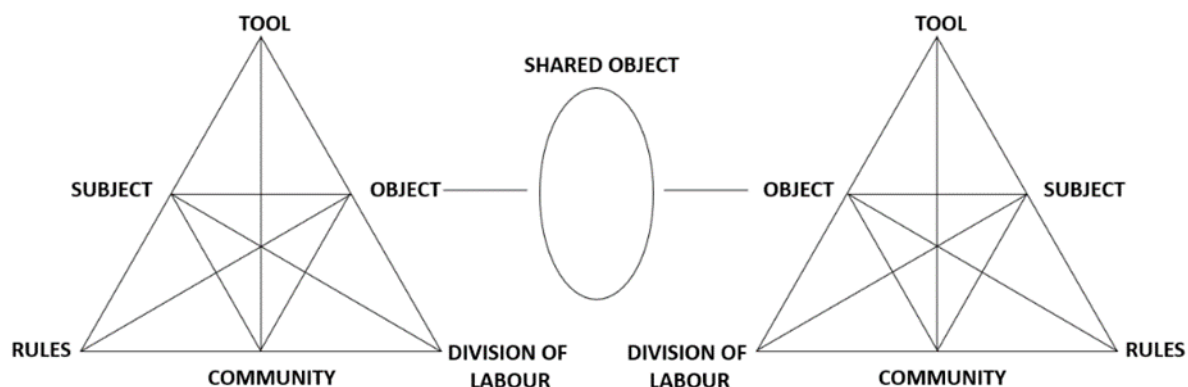 TOOL
TOOL
SHARED OBJECT
SUBJECT
OBJECT
OBJECT
SUBJECT
RULES
DIVISION OF
LABOUR
DIVISION OF
LABOUR
RULES
COMMUNITY
COMMUNITY